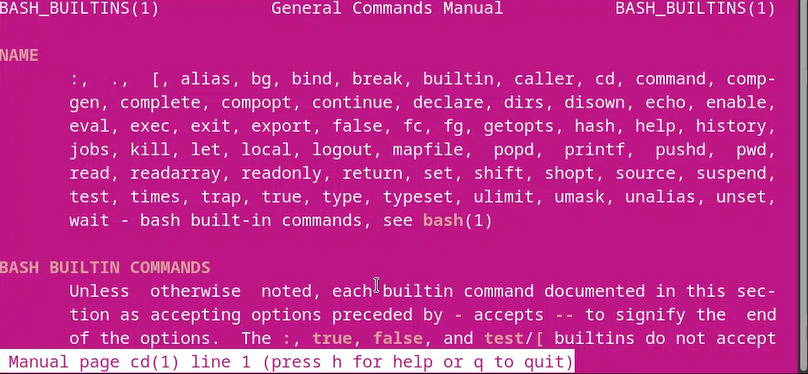 BASH_BUILTINS(1) General Commands Manual BASH_BUILTINS(1)
NAME
:, ., [, alias, bg, bind, break, builtin, caller, cd, command, comp-
gen, complete, compopt, continue, declare, dirs, disown, echo, enable,
eval, exec, exit, export, false, fc, fg, getopts, hash, help, history,
jobs, kill, let, local, logout, mapfile, popd, printf, pushd, pwd,
read, readarray, readonly, return, set, shift, shopt, source, suspend,
test, times, trap, true, type, typeset, ulimit, umask, unalias, unset,
wait - bash built-in commands, see bash(1)
BASH BUILTIN COMMANDS
Unless otherwise noted, each builtin command documented in this sec-
tion as accepting options preceded by - accepts -- to signify the end
of the options. The :, true, false, and test/[ builtins do not accept
Manual page cd(1) line 1 (press h for help or q to quit)